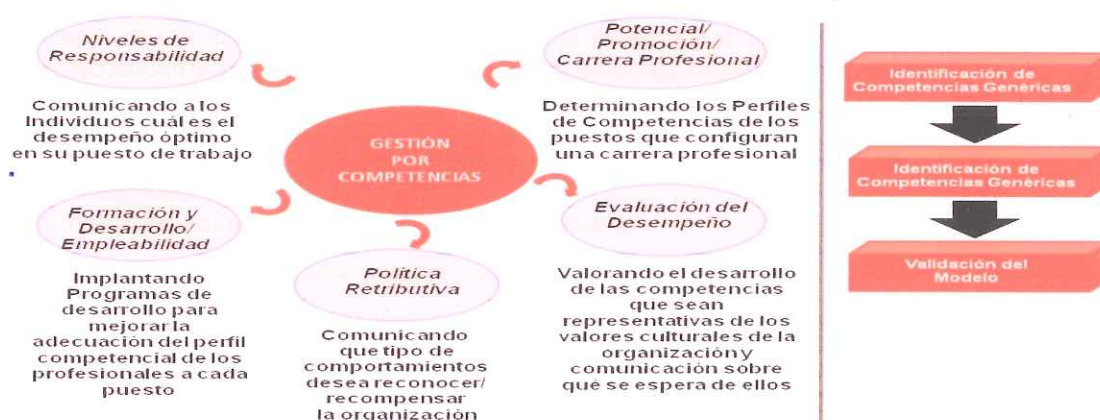 Niveles de
Responsabilidad
Comunicando a los
Individuos cuál es el
desempeño óptimo
en su puesto de trabajo
Potencial/
Promoción/
Carrera Profesional
Determinando los Perfiles
de Competencias de los
puestos que configuran
una carrera profesional
GESTIÓN
POR
COMPETENCIAS
Formación y
Desarrollo/
Empleabilidad
Implantando
Programas de
desarrollo para
mejorar la
adecuación del perfil
competencial de los
profesionales a cada
puesto
Política
Retributiva
Comunicando
que tipo de
comportamientos
desea reconocer/
recompensar
la organización
Evaluación del
Desempeño
Valorando el desarrollo
de las competencias
que sean
representativas de los
valores culturales de la
organización y
comunicación sobre
qué se espera de ellos
Identificación de
Competencias Genéricas
Identificación de
Competencias Genéricas
Validación del
Modelo